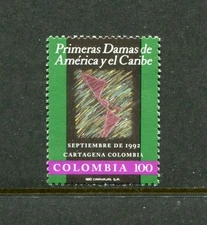 Primeras Damas de
América y el Caribe
SEPTIEMBRE DE 1992
CARTAGENA COLOMBIA
COLOMBIA 100